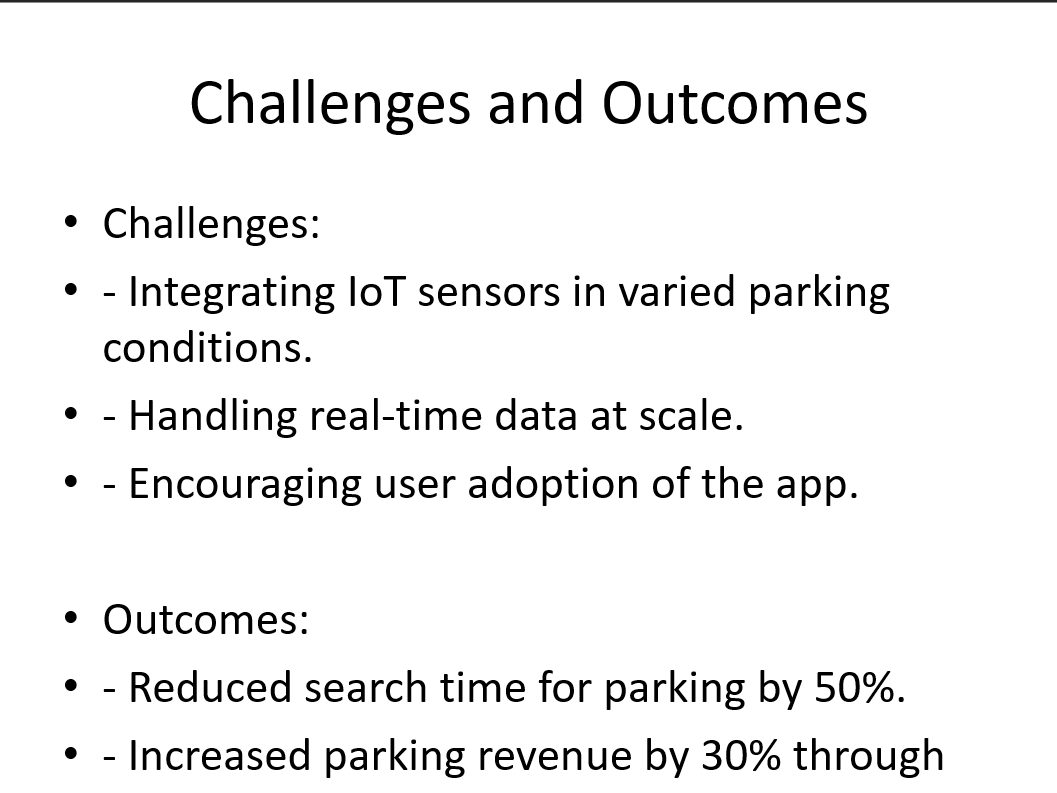 Challenges and Outcomes
• Challenges:
• - Integrating IoT sensors in varied parking
conditions.
• - Handling real-time data at scale.
• - Encouraging user adoption of the app.
• Outcomes:
• - Reduced search time for parking by 50%.
• - Increased parking revenue by 30% through